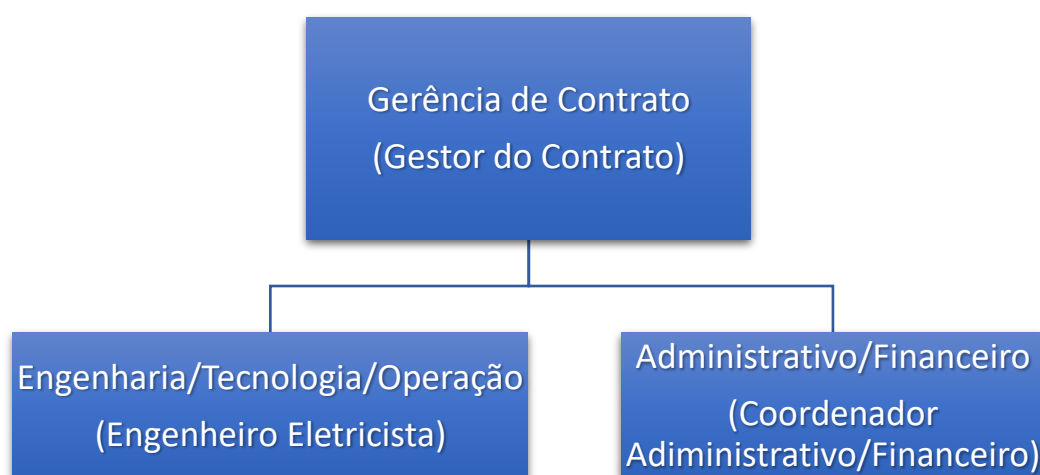 Gerência de Contrato
(Gestor do Contrato)
Engenharia/Tecnologia/Operação
(Engenheiro Eletricista)
Administrativo/Financeiro
(Coordenador
Adiministrativo/Financeiro)